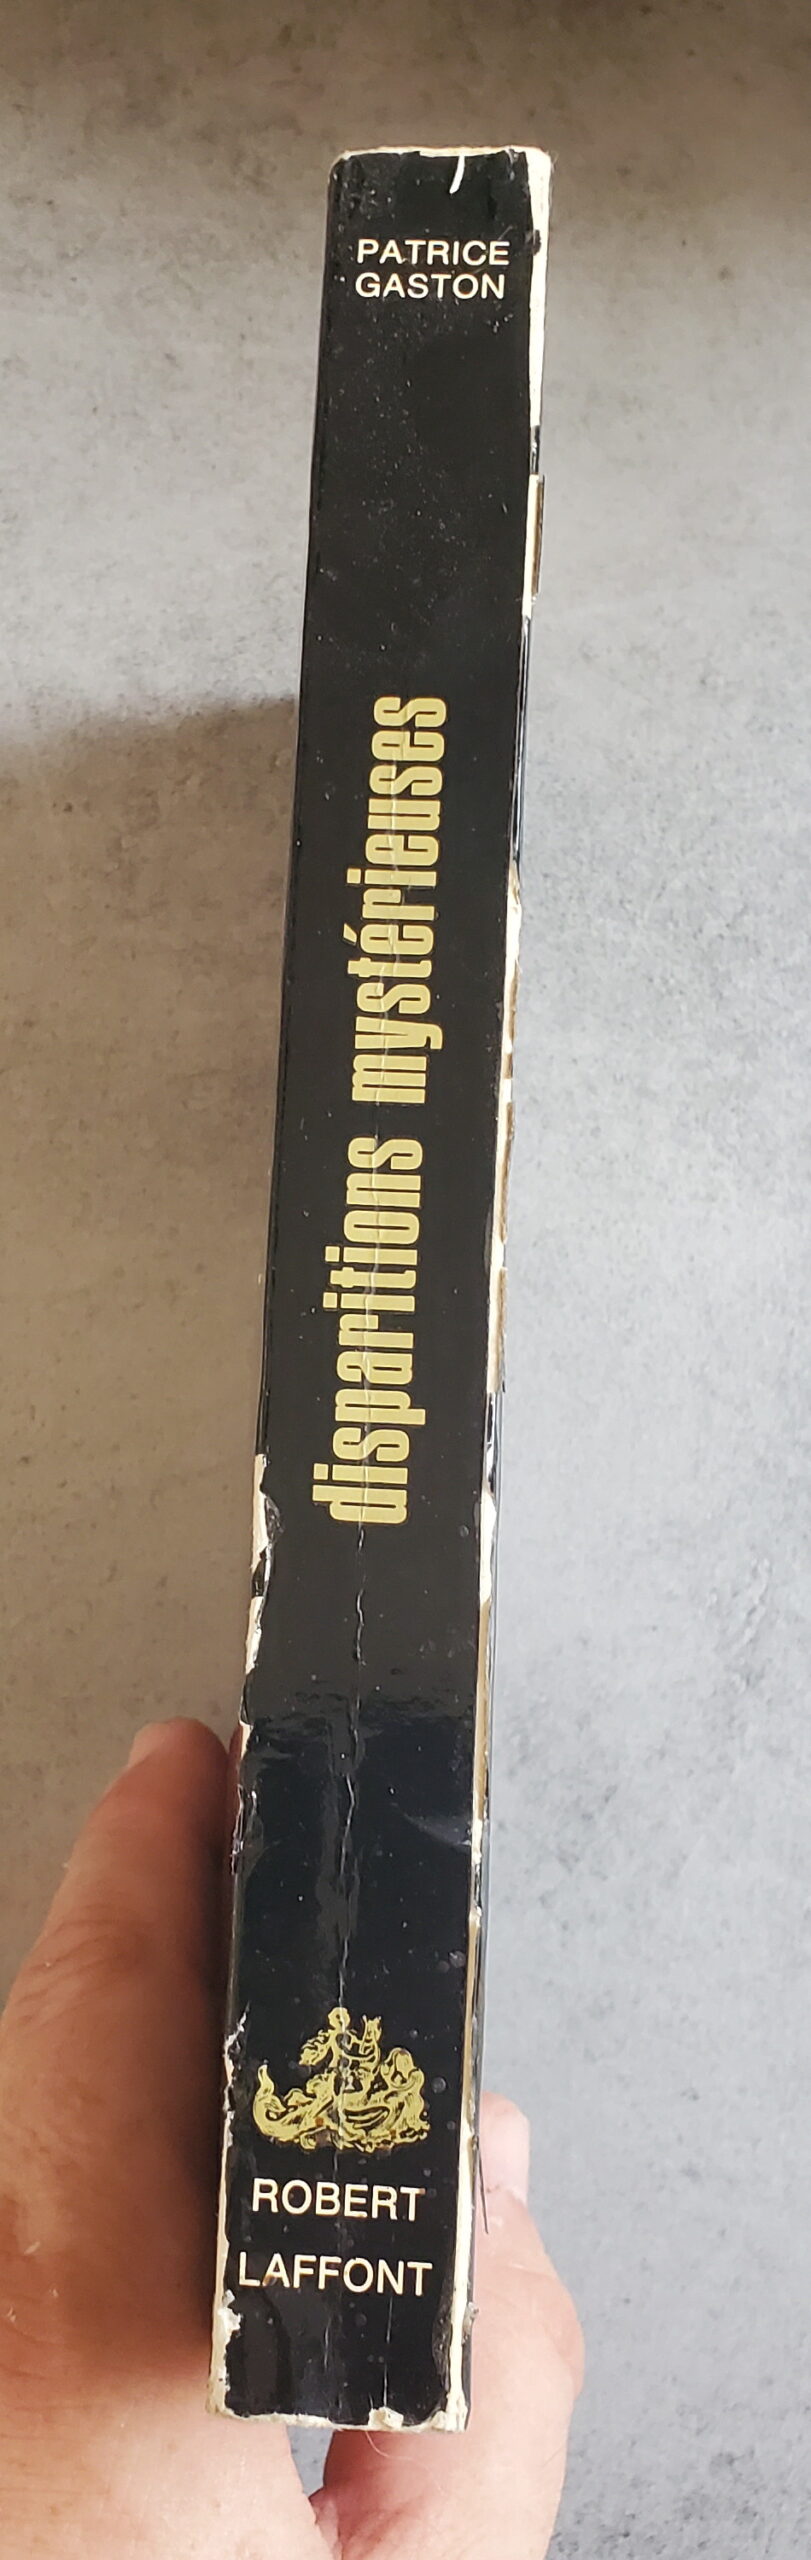 PATRICE
GASTON
disparitions mystérieuses
ROBERT
LAFFONT